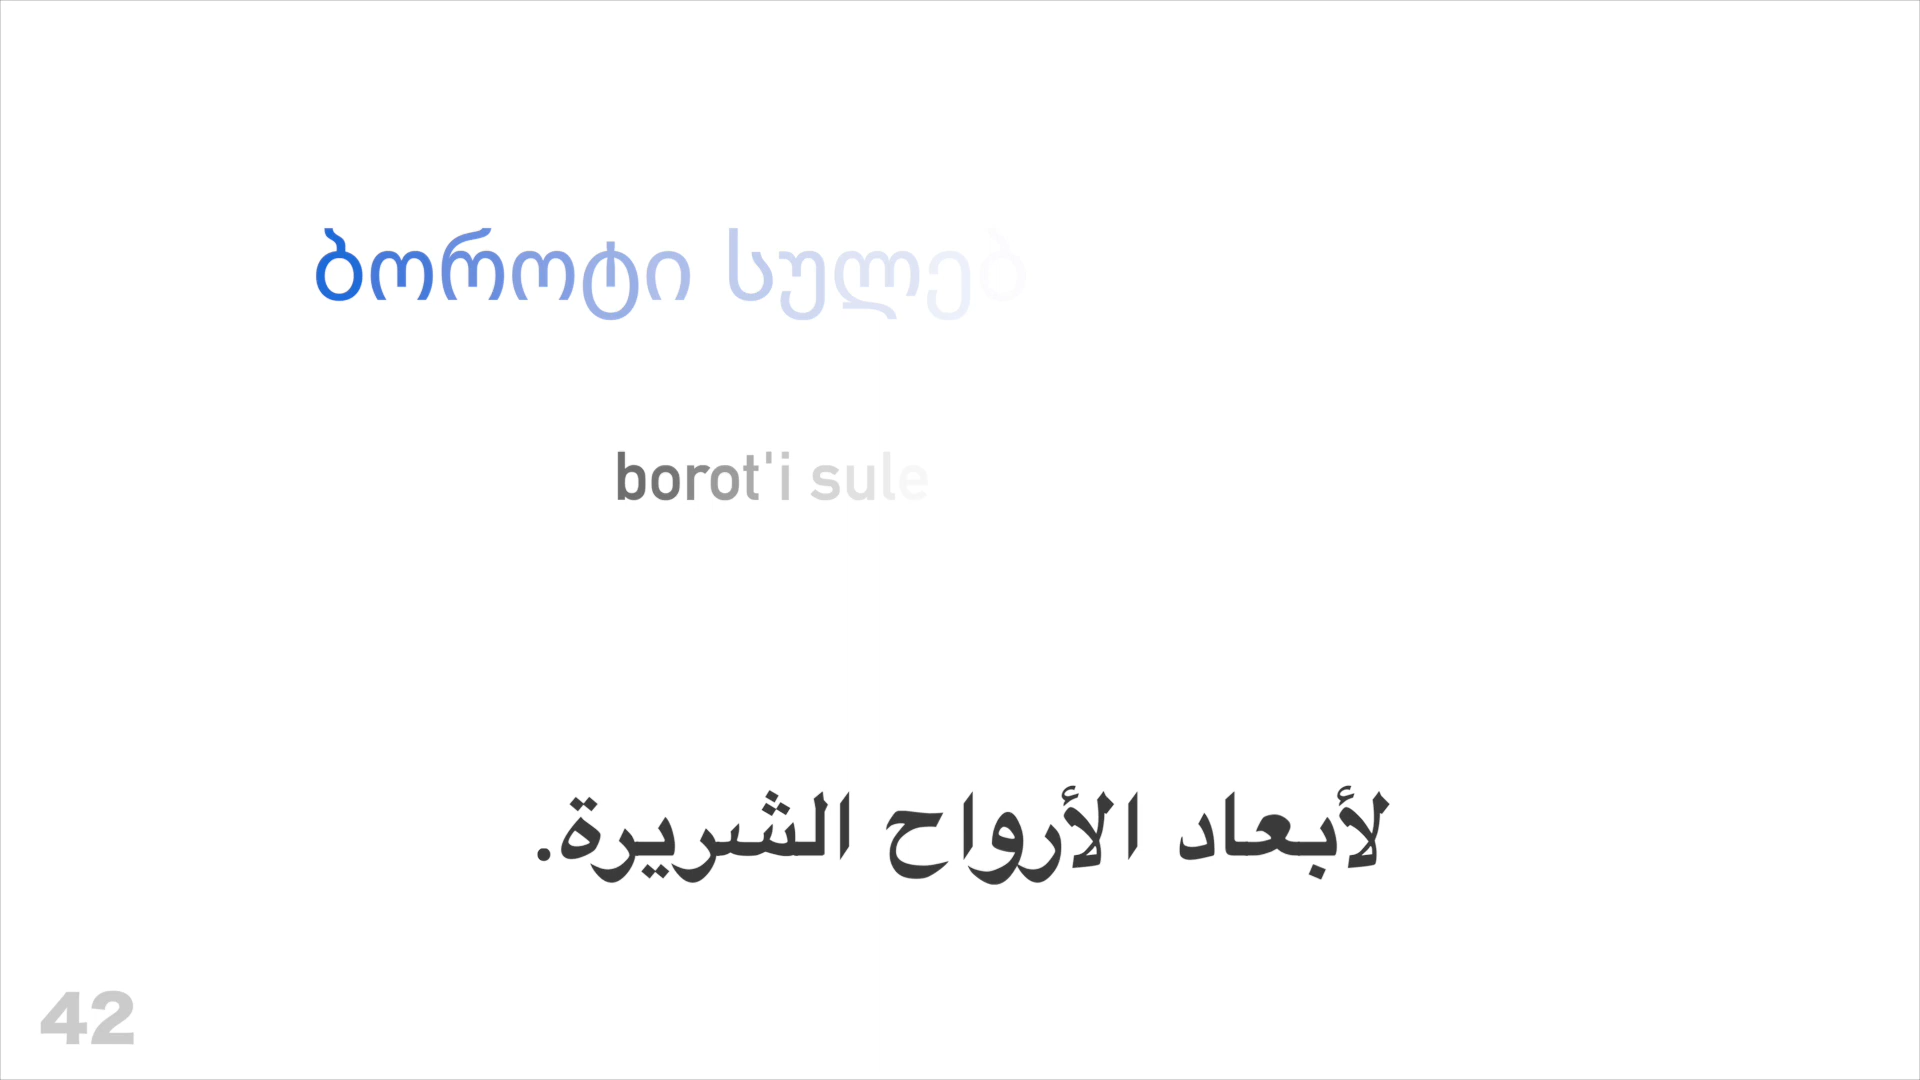 ბოროტი სულებ
borot'i sule
لأبعاد الأرواح الشريرة.
42